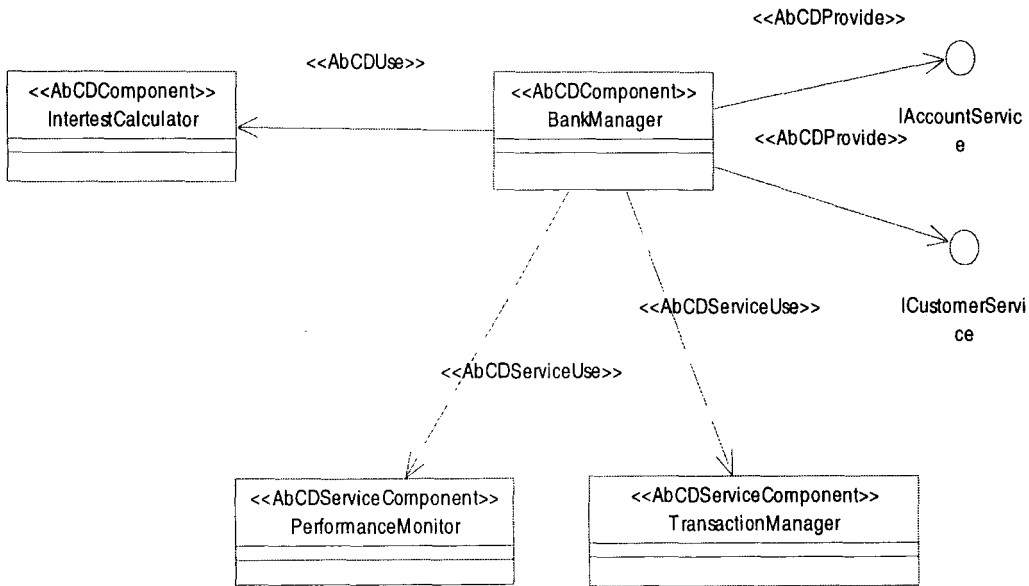 <<AbCDProvide>>
<<AbCDUse>>
<<AbCDComponent>>
IntertestCalculator
<<AbCDComponent>>
BankManager
IAccountServic
e
<<AbCDProvide>>
ICustomerServi
ce
<<AbCDServiceUse>>
<<AbCDServiceUse>>
<<AbCDServiceComponent>>
PerformanceMonitor
<<AbCDServiceComponent>>
TransactionManager